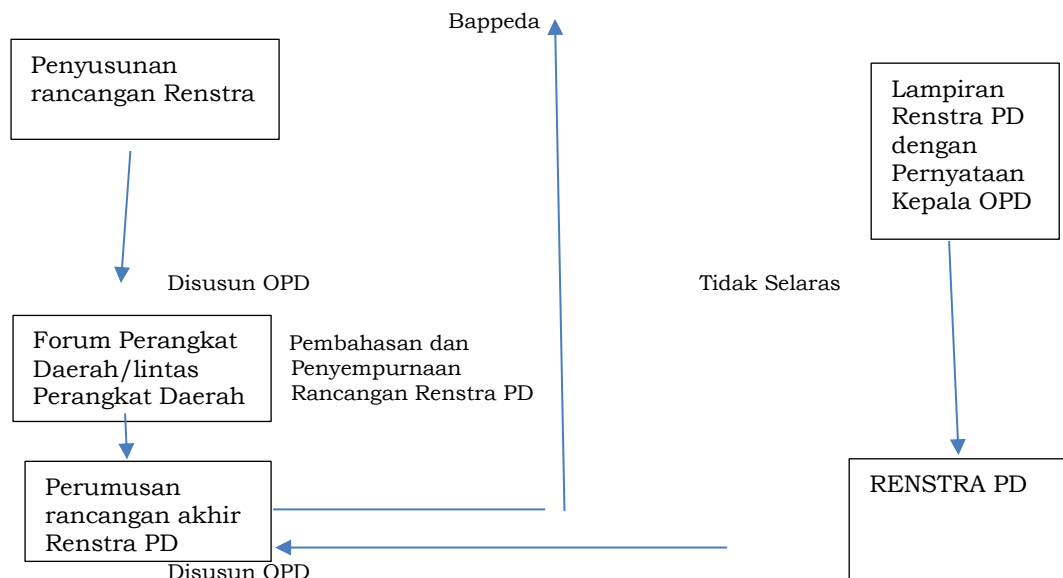 Bappeda
Penyusunan
rancangan Renstra
Lampiran
Renstra PD
dengan
Pernyataan
Kepala OPD
Disusun OPD
Tidak Selaras
Forum Perangkat
Daerah/lintas
Perangkat Daerah
Pembahasan dan
Penyempurnaan
Rancangan Renstra PD
Perumusan
rancangan akhir
Renstra PD
RENSTRA PD
Disusun OPD